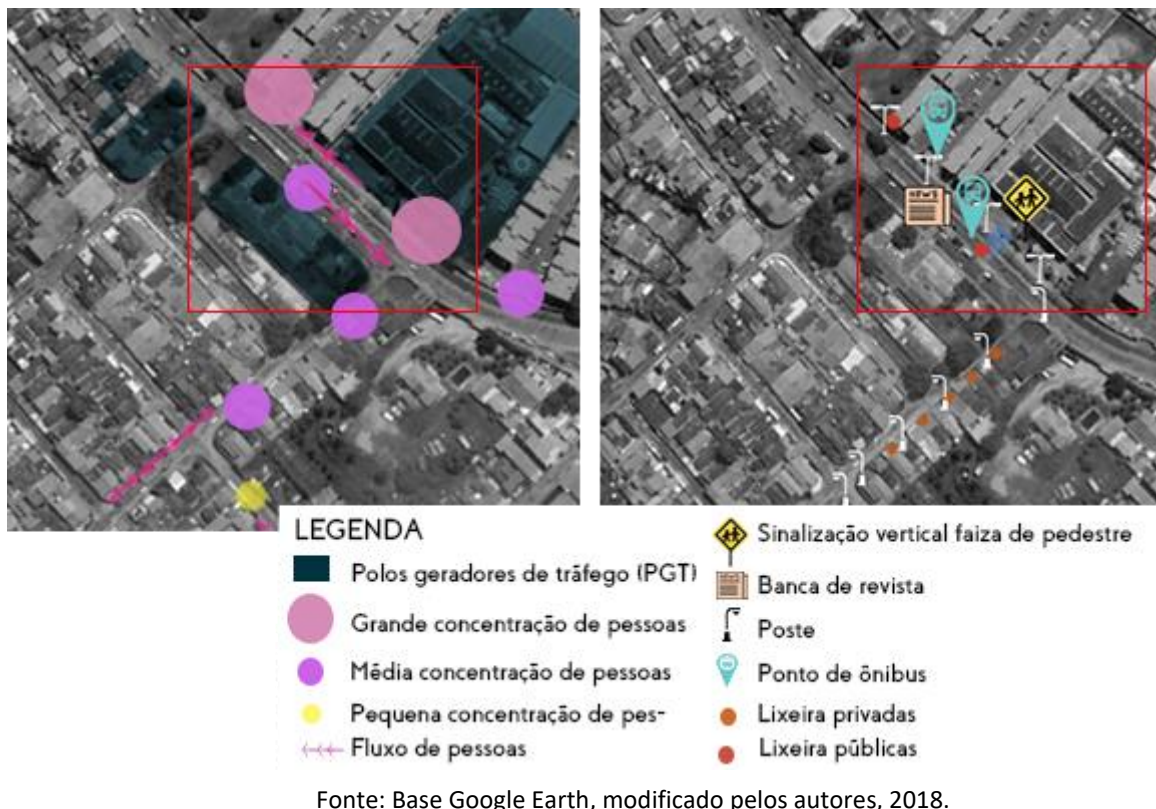 LEGENDA
Polos geradores de tráfego (PGT)
Grande concentração de pessoas
Média concentração de pessoas
Pequena concentração de pes-
Fluxo de pessoas
Sinalização vertical faiza de pedestre
Banca de revista
Poste
Ponto de ônibus
Lixeira privadas
Lixeira públicas
Fonte: Base Google Earth, modificado pelos autores, 2018.